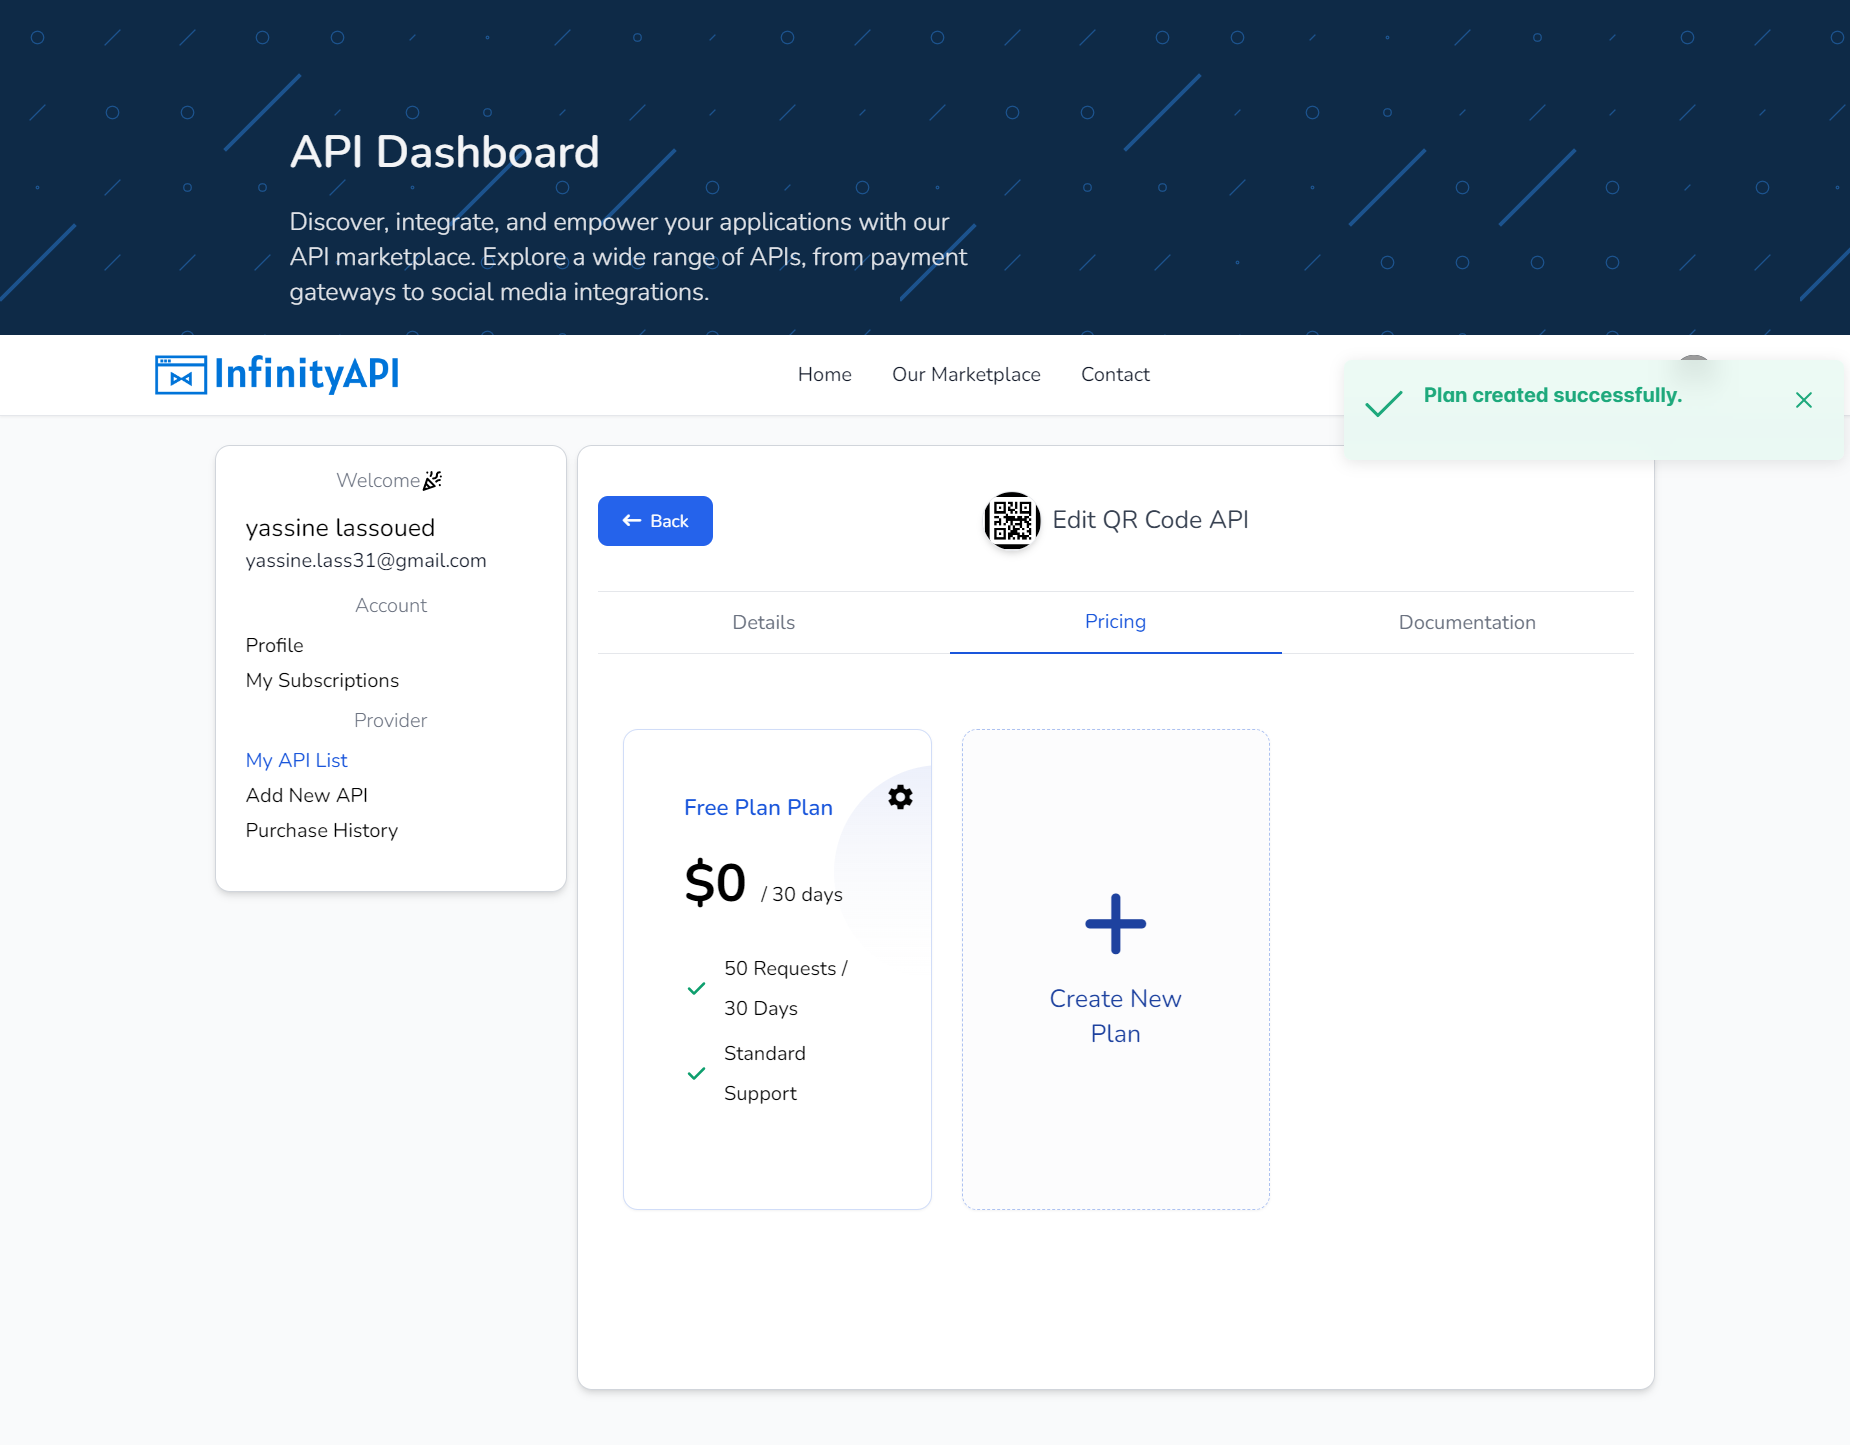 API Dashboard
Discover, integrate, and empower your applications with our
API marketplace. Explore a wide range of APIs, from payment
gateways to social media integrations.
InfinityAPI
Home
Our Marketplace
Contact
Plan created successfully.
Welcome
yassine lassoued
yassine.lass31@gmail.com
Account
Profile
My Subscriptions
Provider
My API List
Add New API
Purchase History
Back
Edit QR Code API
Details
Pricing
Documentation
Free Plan Plan
$0 / 30 days
50 Requests /
30 Days
Standard
Support
Create New
Plan